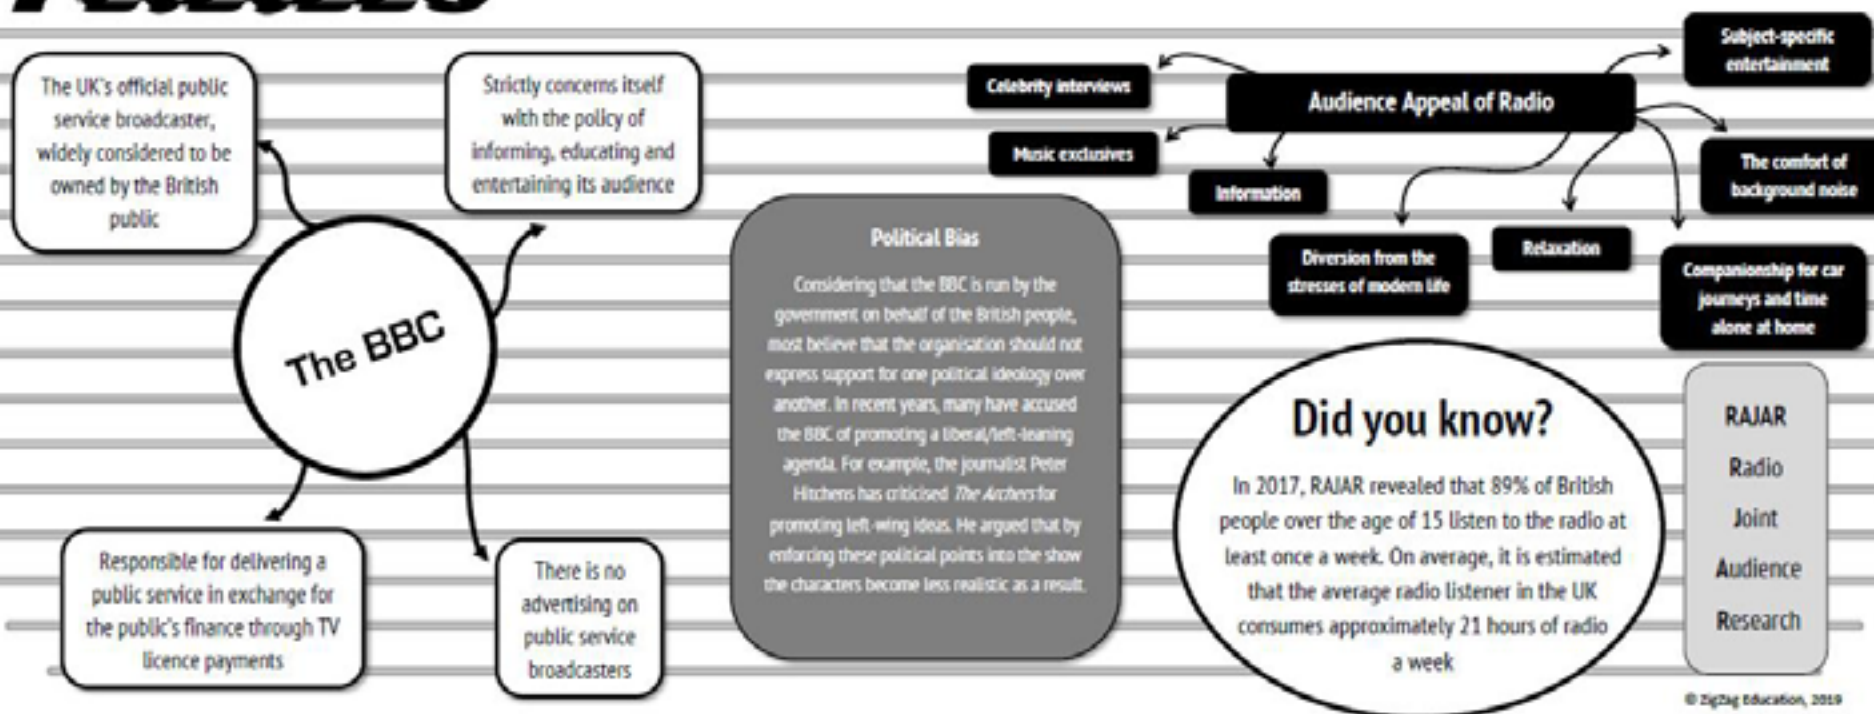 The UK's official public
service broadcaster,
widely considered to be
owned by the British
public
Strictly concerns itself
with the policy of
informing, educating and
entertaining its audience
The BBC
Responsible for delivering a
public service in exchange for
the public's finance through TV
licence payments
There is no
advertising on
public service
broadcasters
Political Bias
Considering that the BBC is run by the
government on behalf of the British people,
most believe that the organisation should not
express support for one political ideology over
another. In recent years, many have accused
the BBC of promoting a liberal/left-leaning
agenda. For example, the journalist Peter
Hitchens has criticised The Archers for
promoting left-wing ideas. He argued that by
enforcing these political points into the show
the characters become less realistic as a result.
Audience Appeal of Radio
Celebrity interviews
Music exclusives
Information
Diversion from the
stresses of modern life
Relaxation
Subject-specific
entertainment
The comfort of
background noise
Companionship for car
journeys and time
alone at home
Did you know?
In 2017, RAJAR revealed that 89% of British
people over the age of 15 listen to the radio at
least once a week. On average, it is estimated
that the average radio listener in the UK
consumes approximately 21 hours of radio
a week
RAJAR
Radio
Joint
Audience
Research
© ZigZag Education, 2019